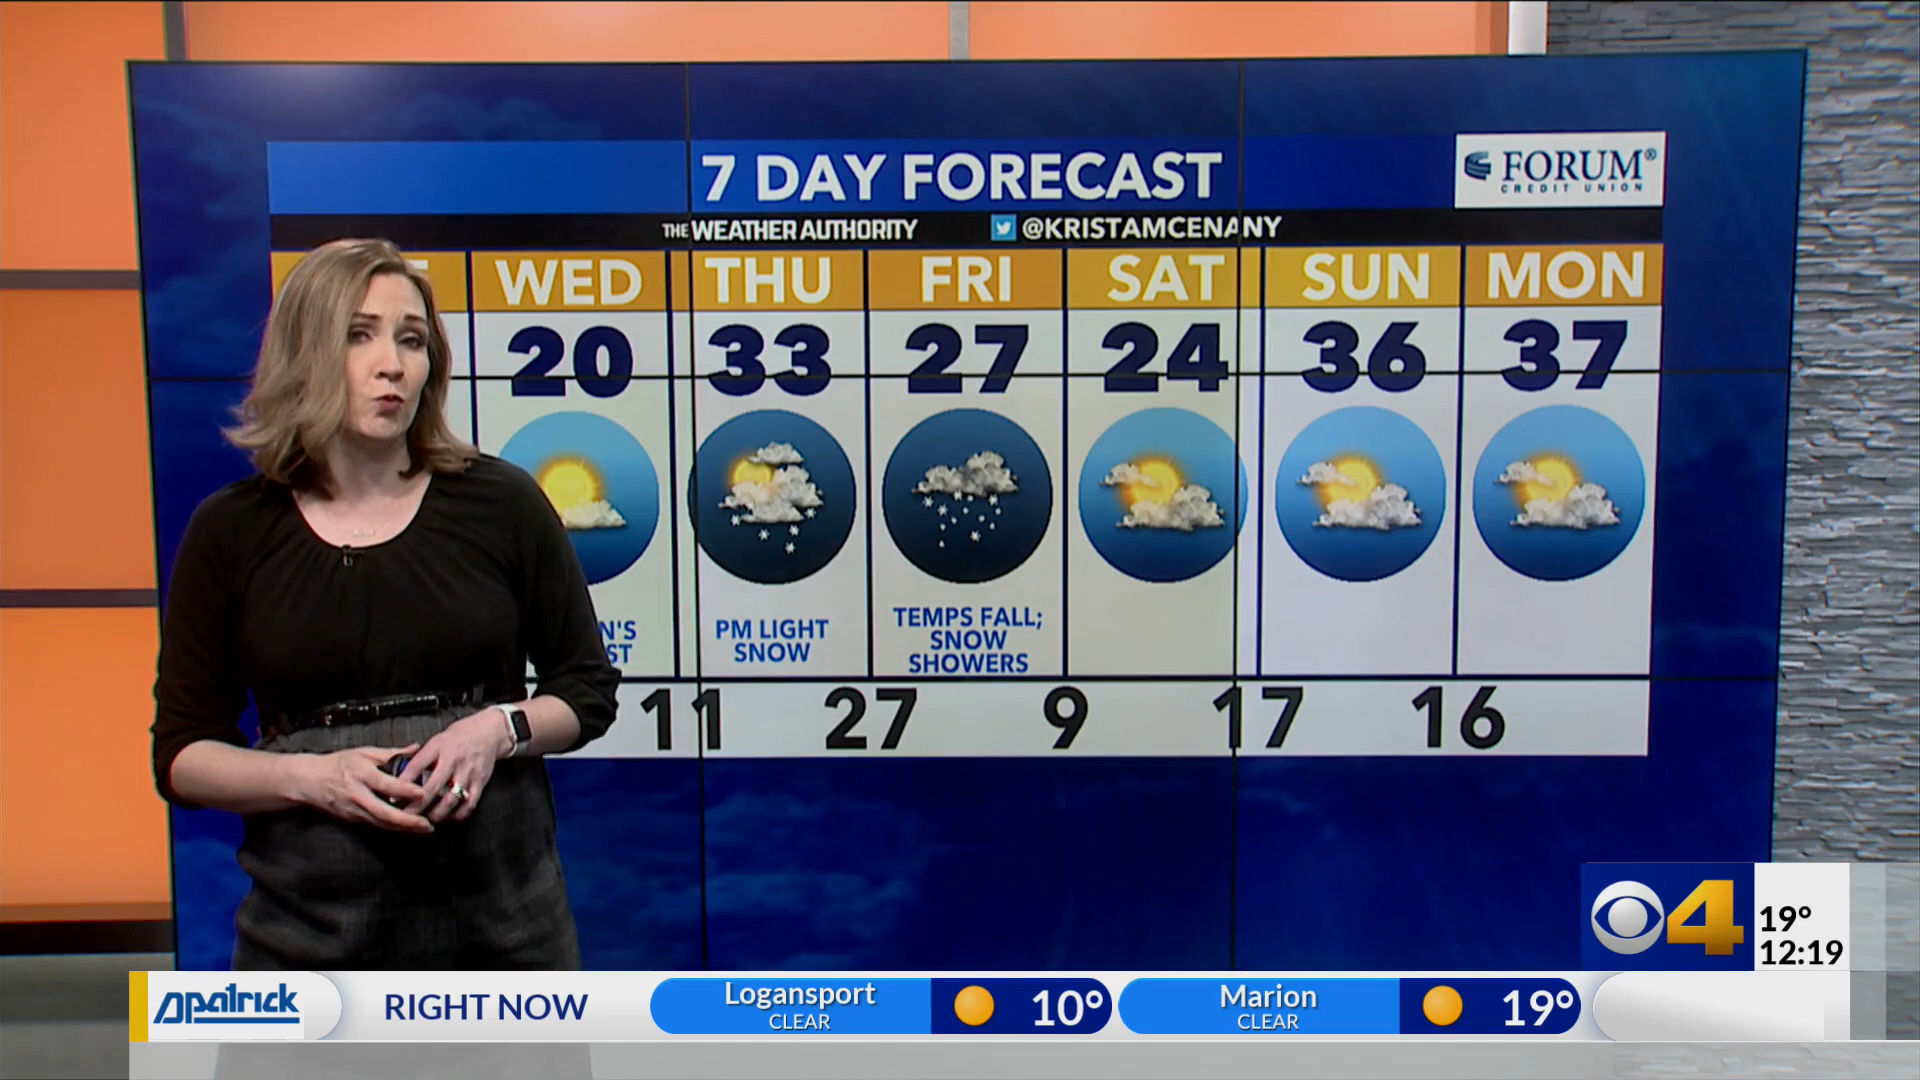 7 DAY FORECAST
FORUM®
CREDIT UNION
THE WEATHER AUTHORITY @KRISTAMCENANY
WED THU FRI SAT SUN MON
20 33 27 24 36 37
PM LIGHT
SNOW
TEMPS FALL;
SNOW
SHOWERS
11 27 9 17 16
4
19°
12:19
Dpatrick
RIGHT NOW
Logansport
CLEAR
10°
Marion
CLEAR
19°